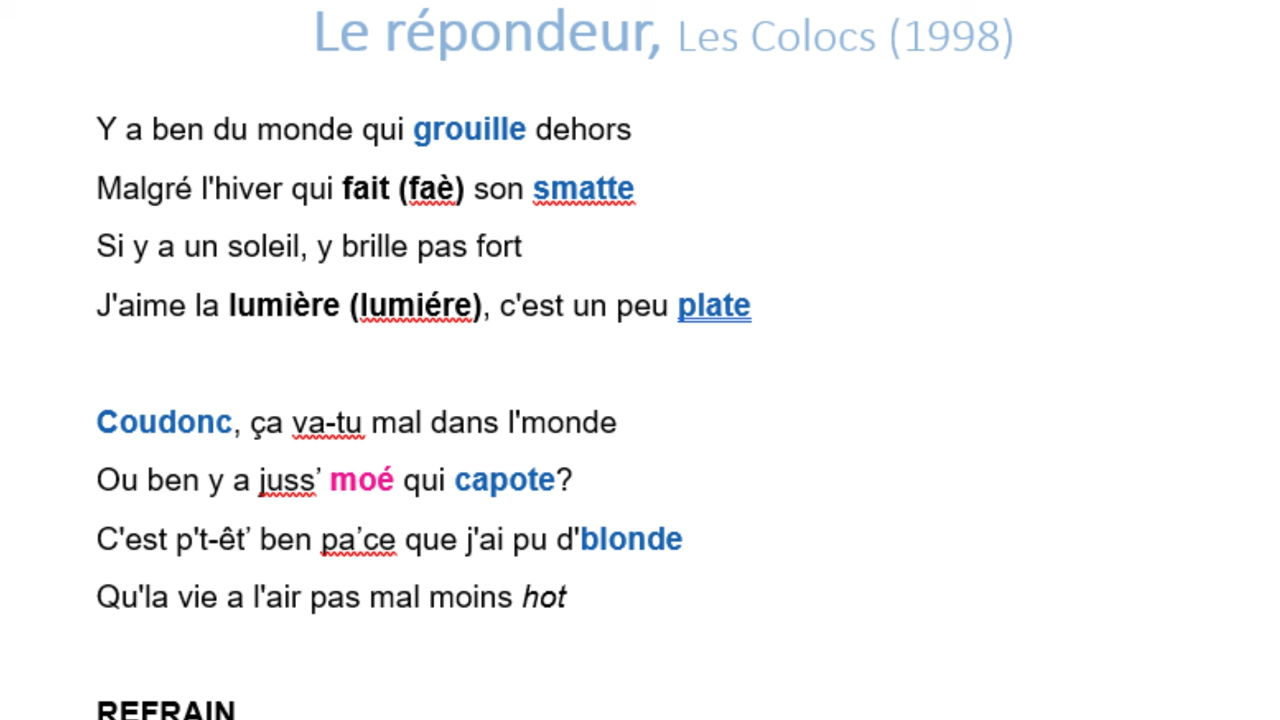 Le répondeur, Les Colocs (1998)
Y a ben du monde qui grouille dehors
Malgré l'hiver qui fait (faè) son smatte
Si y a un soleil, y brille pas fort
J'aime la lumière (lumiére), c'est un peu plate
Coudonc, ça va-tu mal dans l'monde
Ou ben y a juss’ moé qui capote?
C'est p't-êt’ ben pa’ce que j'ai pu d'blonde
Qu'la vie a l'air pas mal moins hot
REFRAIN